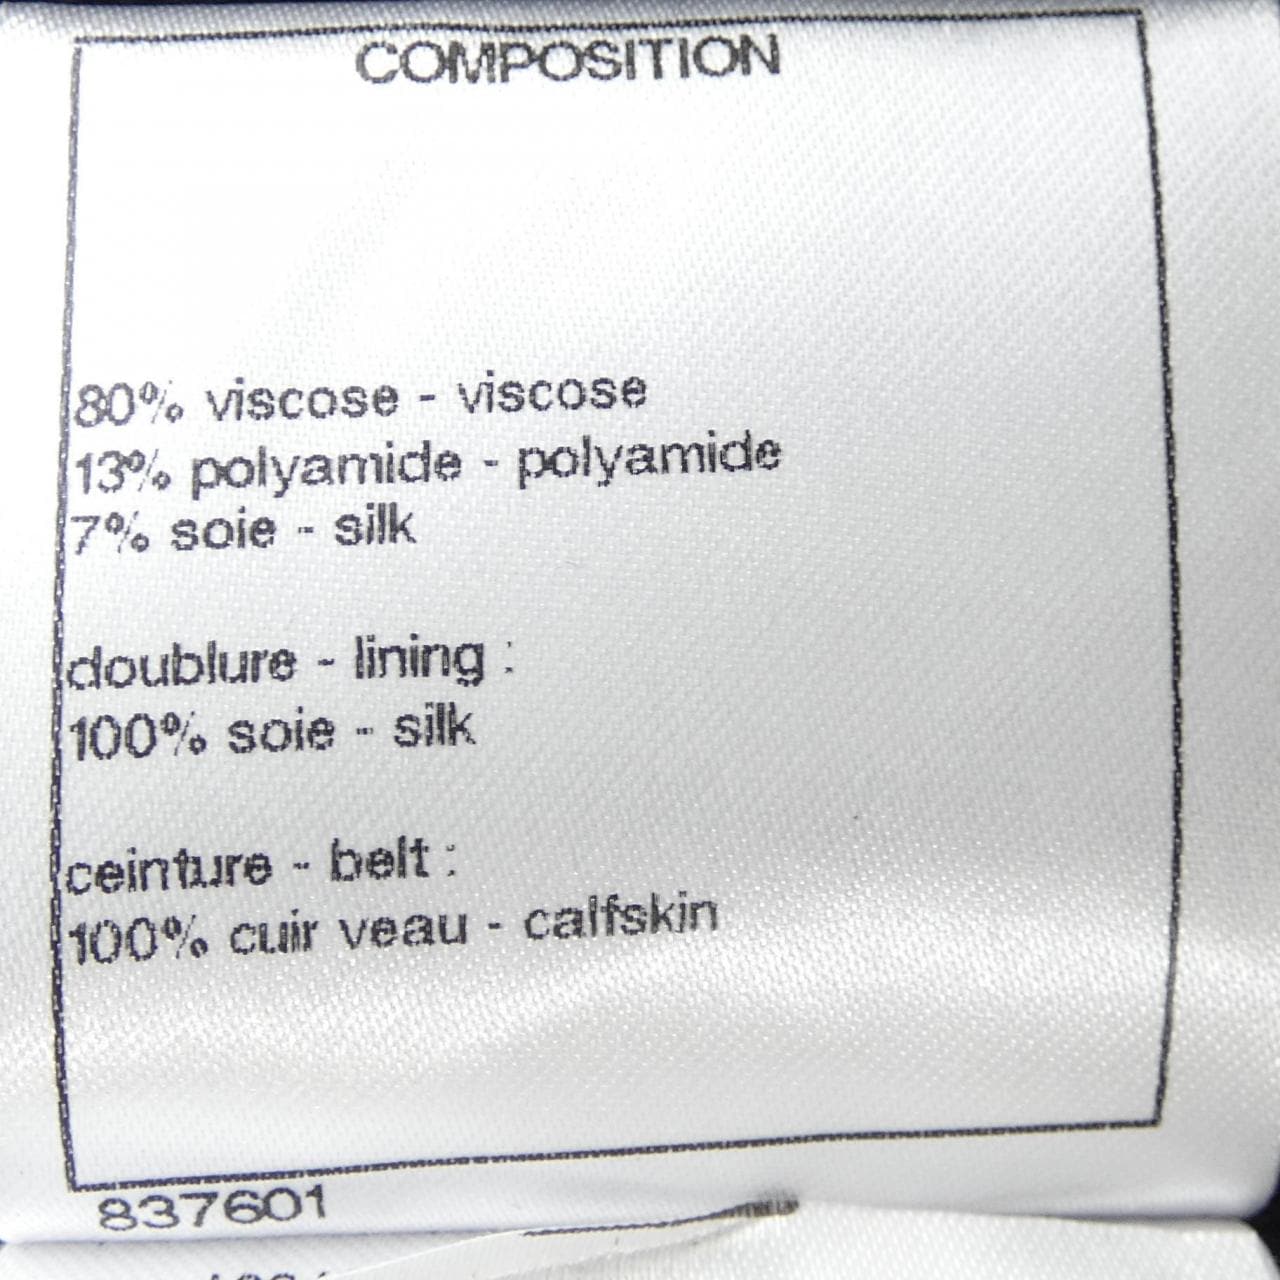 COMPOSITION
80% viscose - viscose
13% polyamide - polyamide
7% soie - silk
doublure - lining :
100% soie - silk
ceinture - belt :
100% cuir veau - calfskin
837601